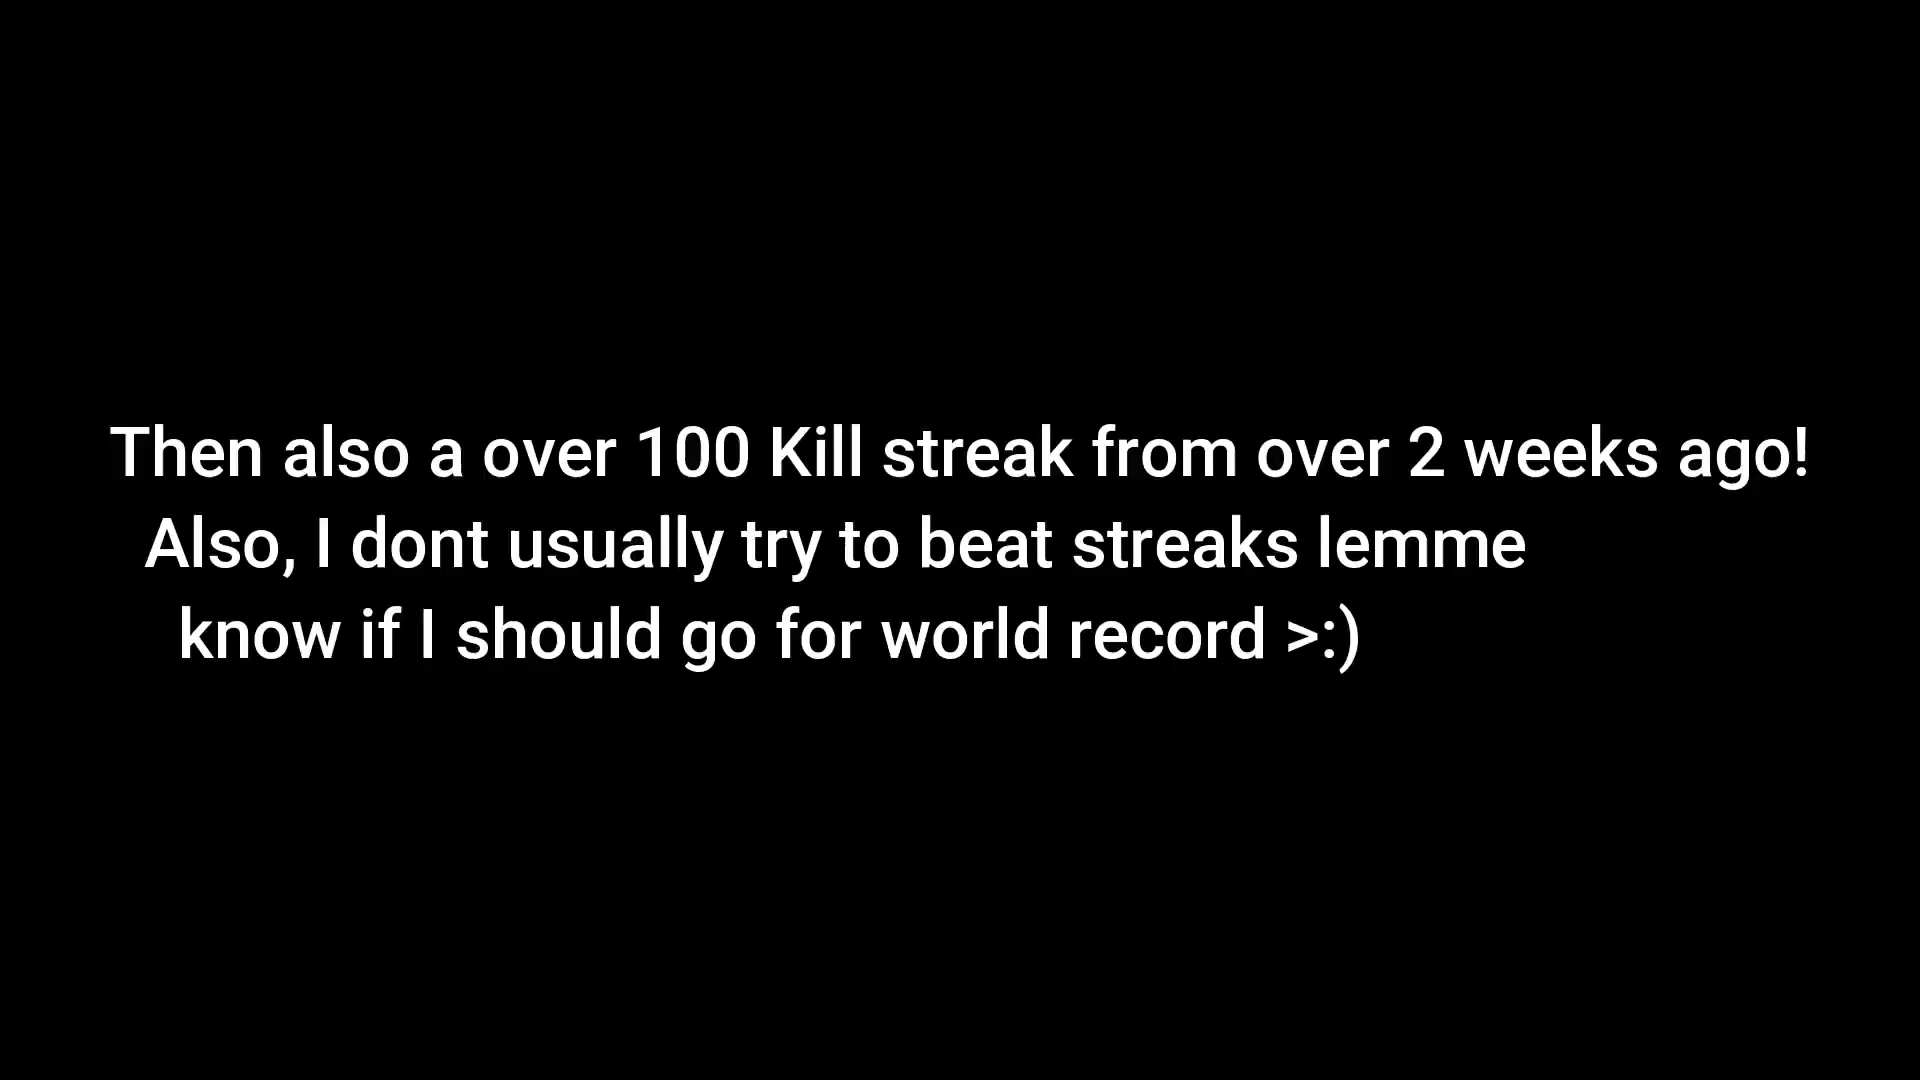 Then also a over 100 Kill streak from over 2 weeks ago!
Also, I dont usually try to beat streaks lemme
know if I should go for world record >:)